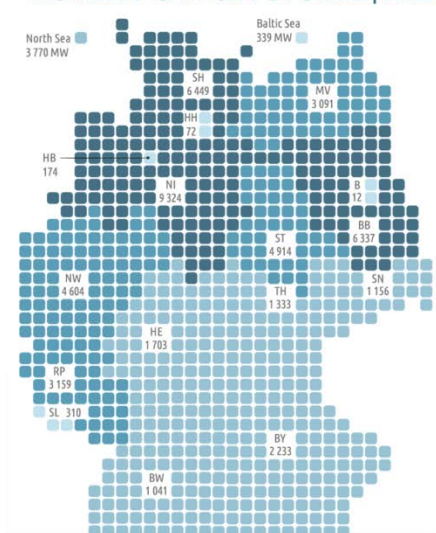 Baltic Sea
339 MW
North Sea
3 770 MW
SH
6 449
MV
3 091
HH
72
HB
174
NI
9 324
B
12
BB
6 337
ST
4 914
NW
4 604
SN
1 156
TH
1 333
HE
1 703
RP
3 159
SL 310
BY
2 233
BW
1 041